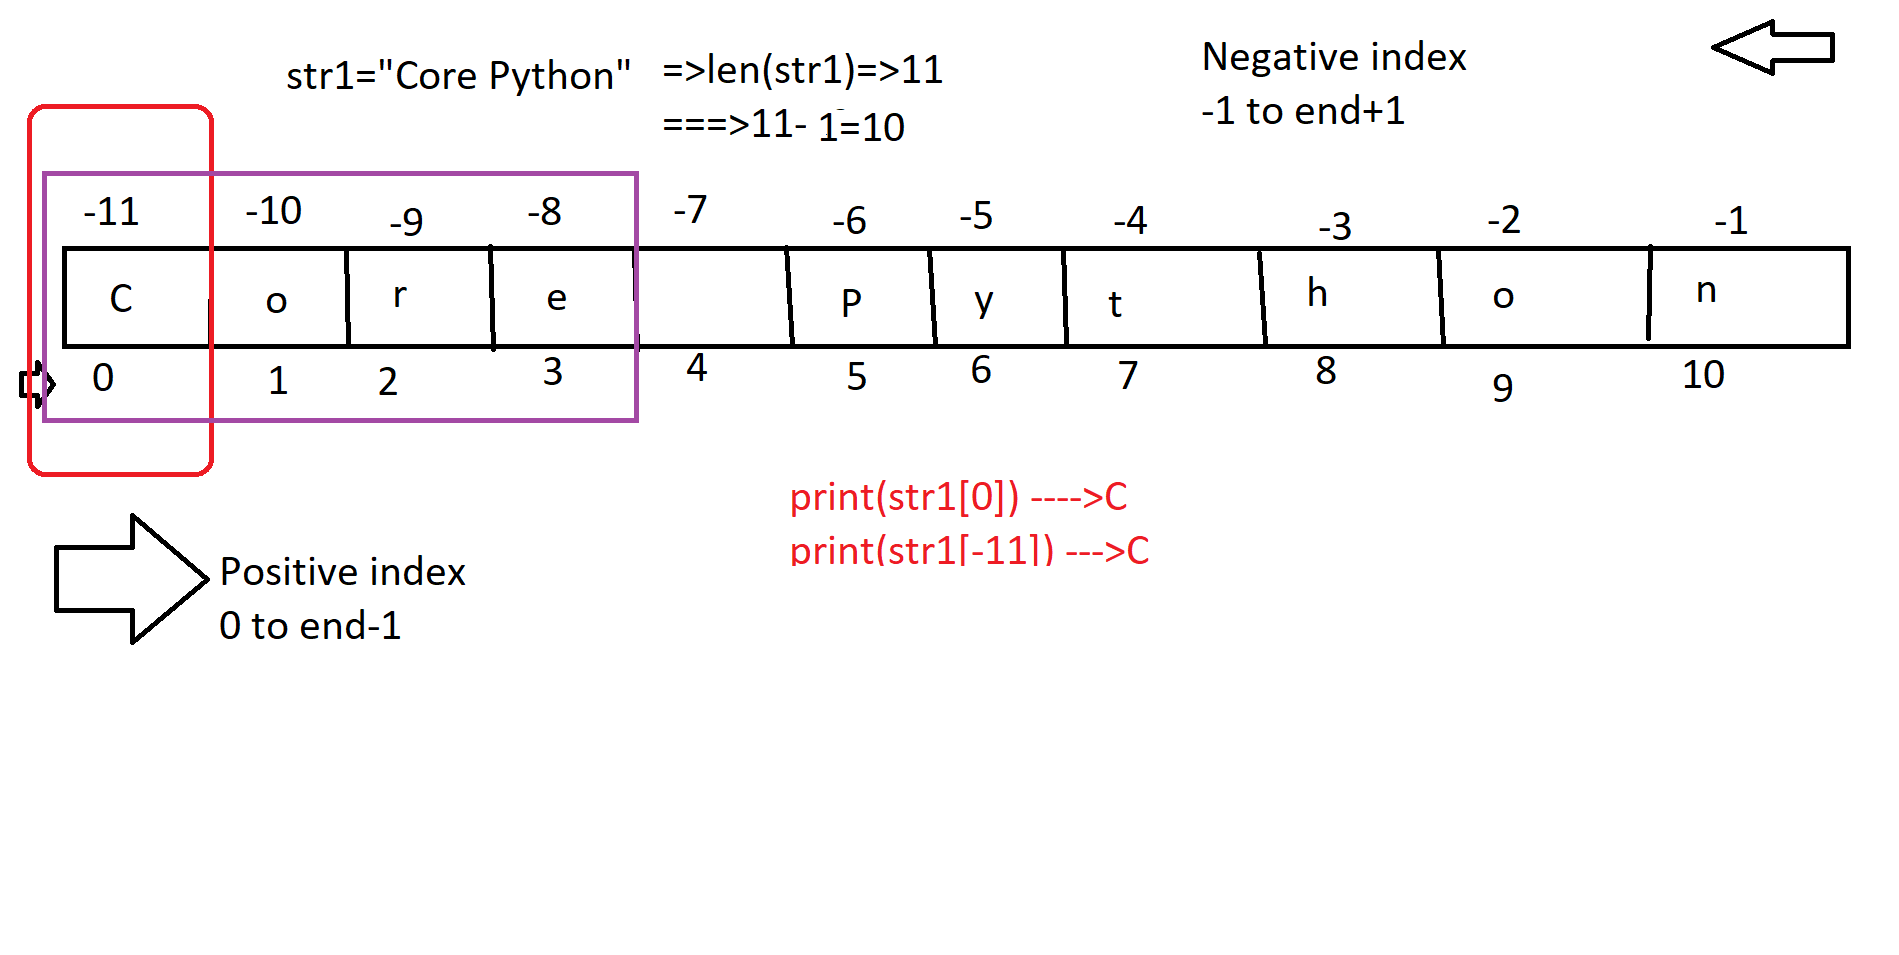 str1="Core Python" =>len(str1)=>11
===>11- 1=10
Negative index
-1 to end+1
-11 -10 -9 -8 -7 -6 -5 -4 -3 -2 -1
C o r e P y t h o n
0 1 2 3 4 5 6 7 8 9 10
print(str1[0]) ---->C
print(str1[-11]) --->C
Positive index
0 to end-1